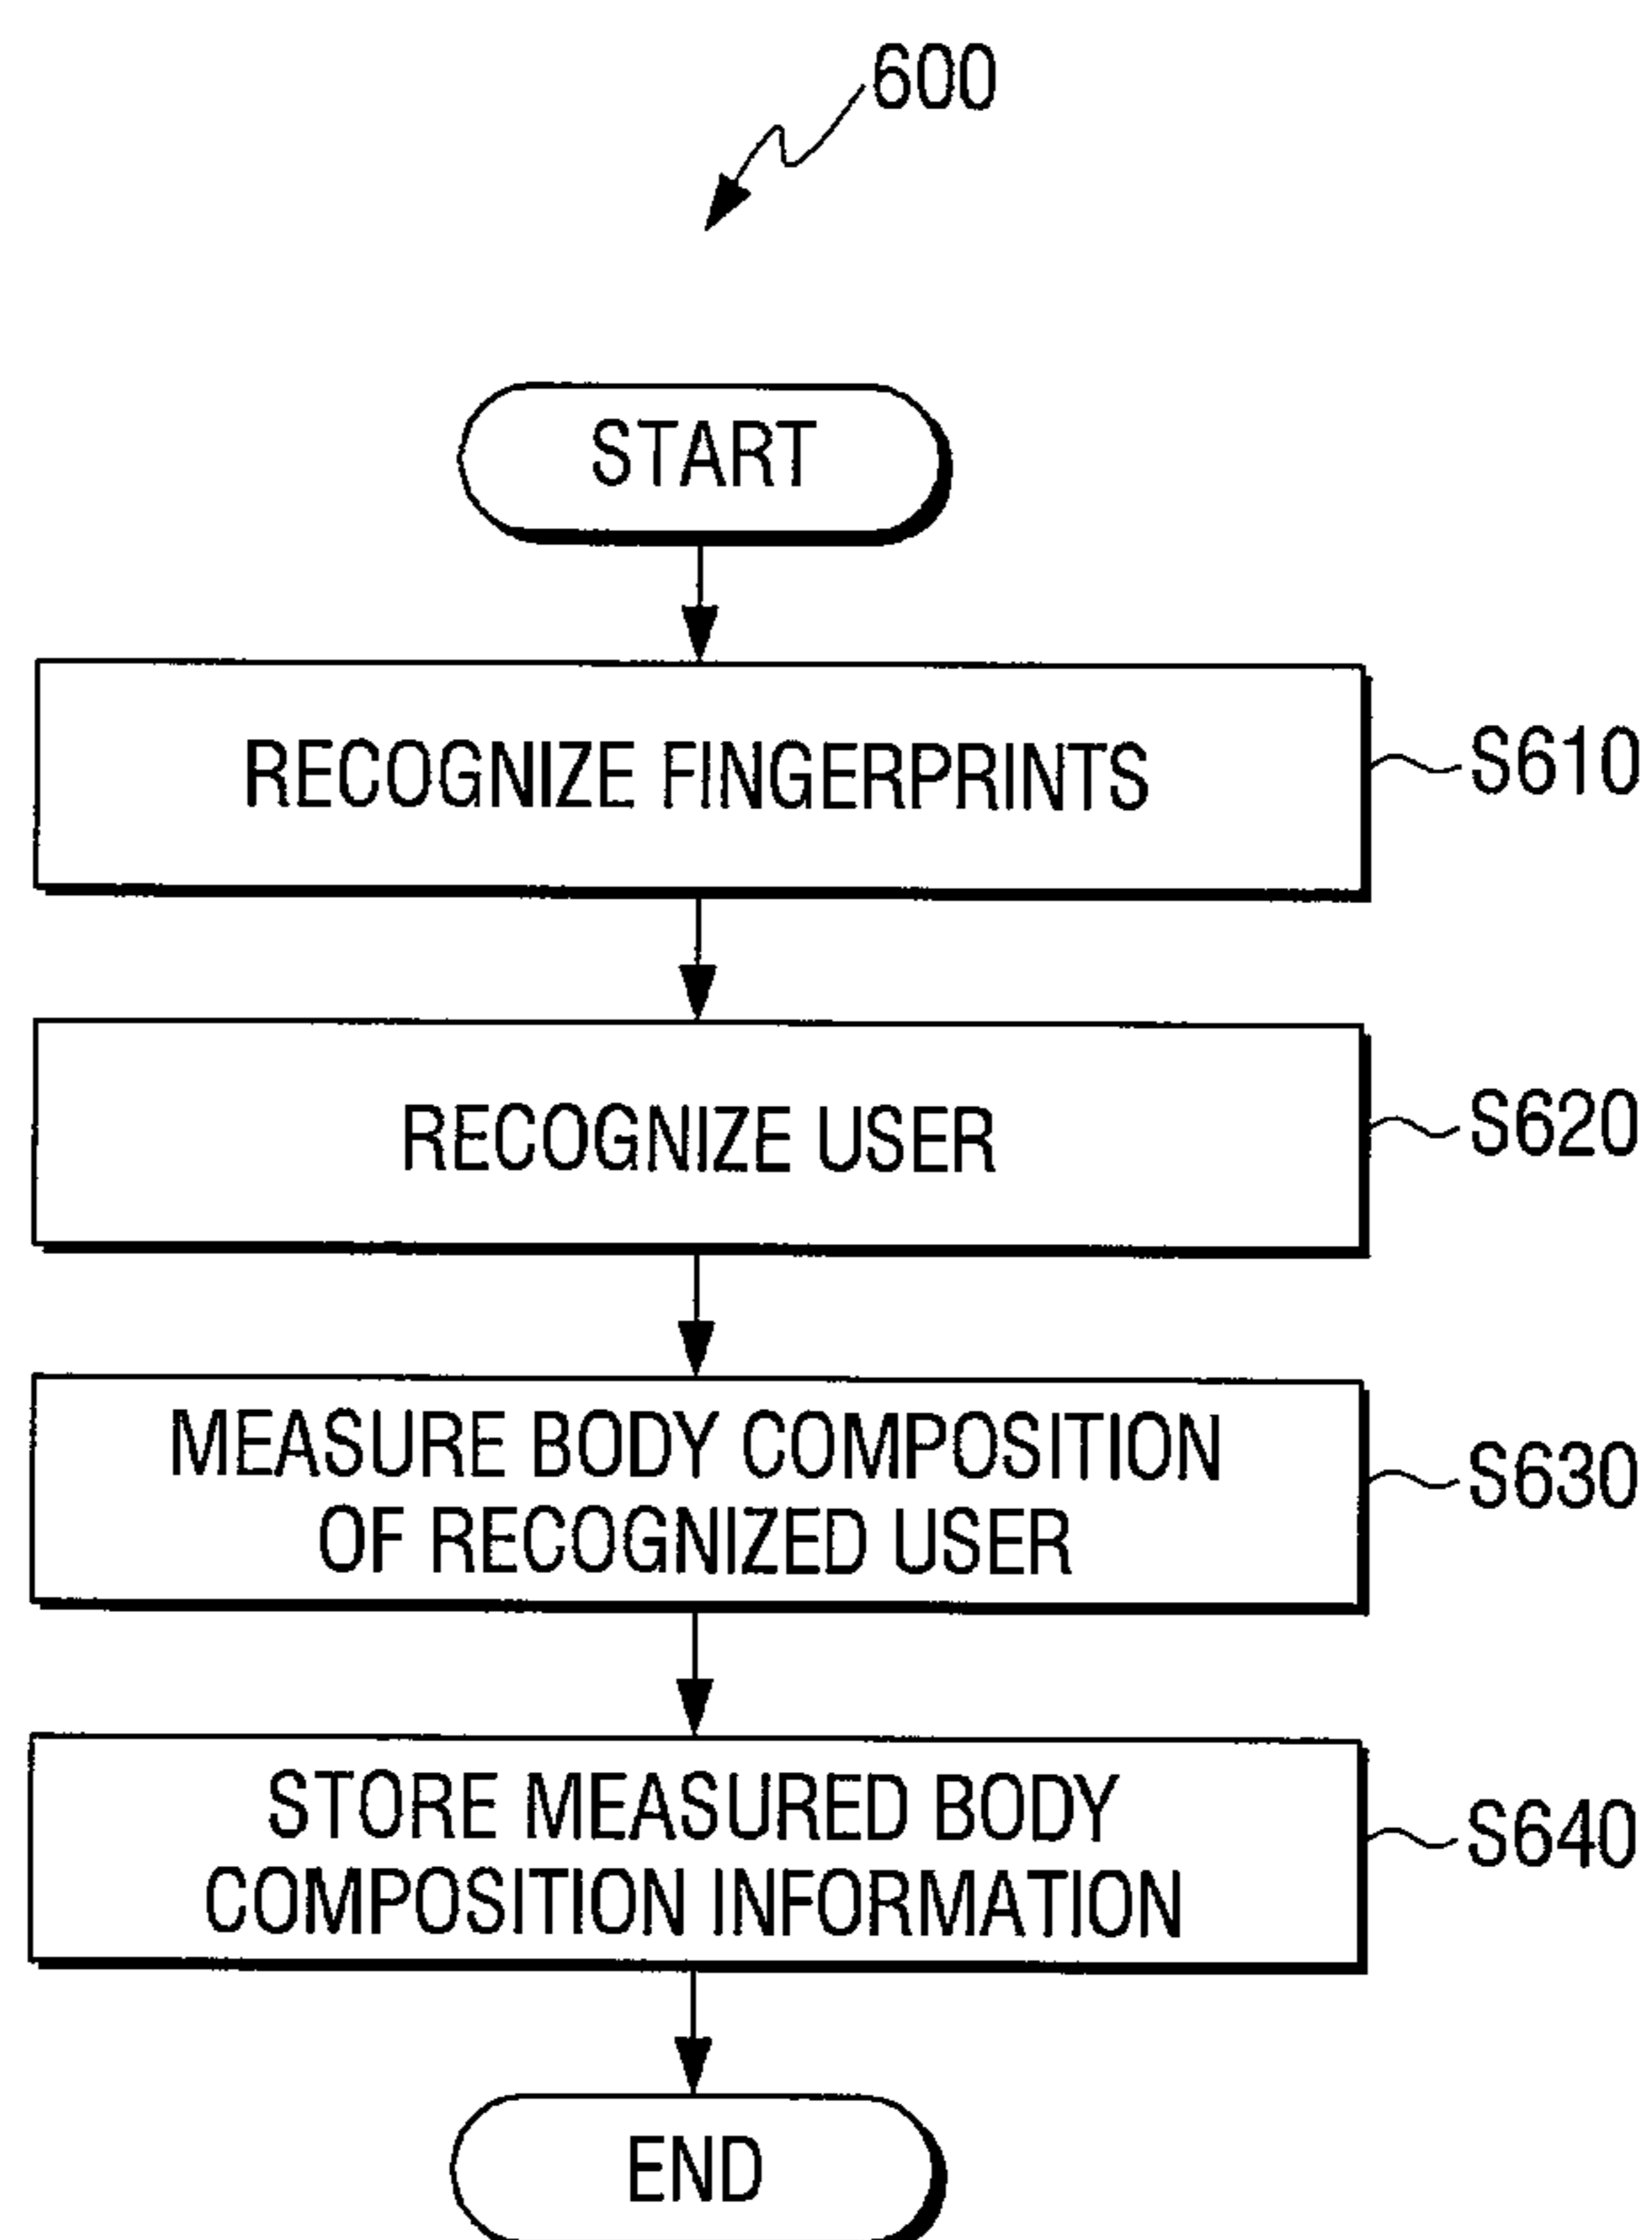 600
START
RECOGNIZE FINGERPRINTS
S610
RECOGNIZE USER
S620
MEASURE BODY COMPOSITION
OF RECOGNIZED USER
S630
STORE MEASURED BODY
COMPOSITION INFORMATION
S640
END